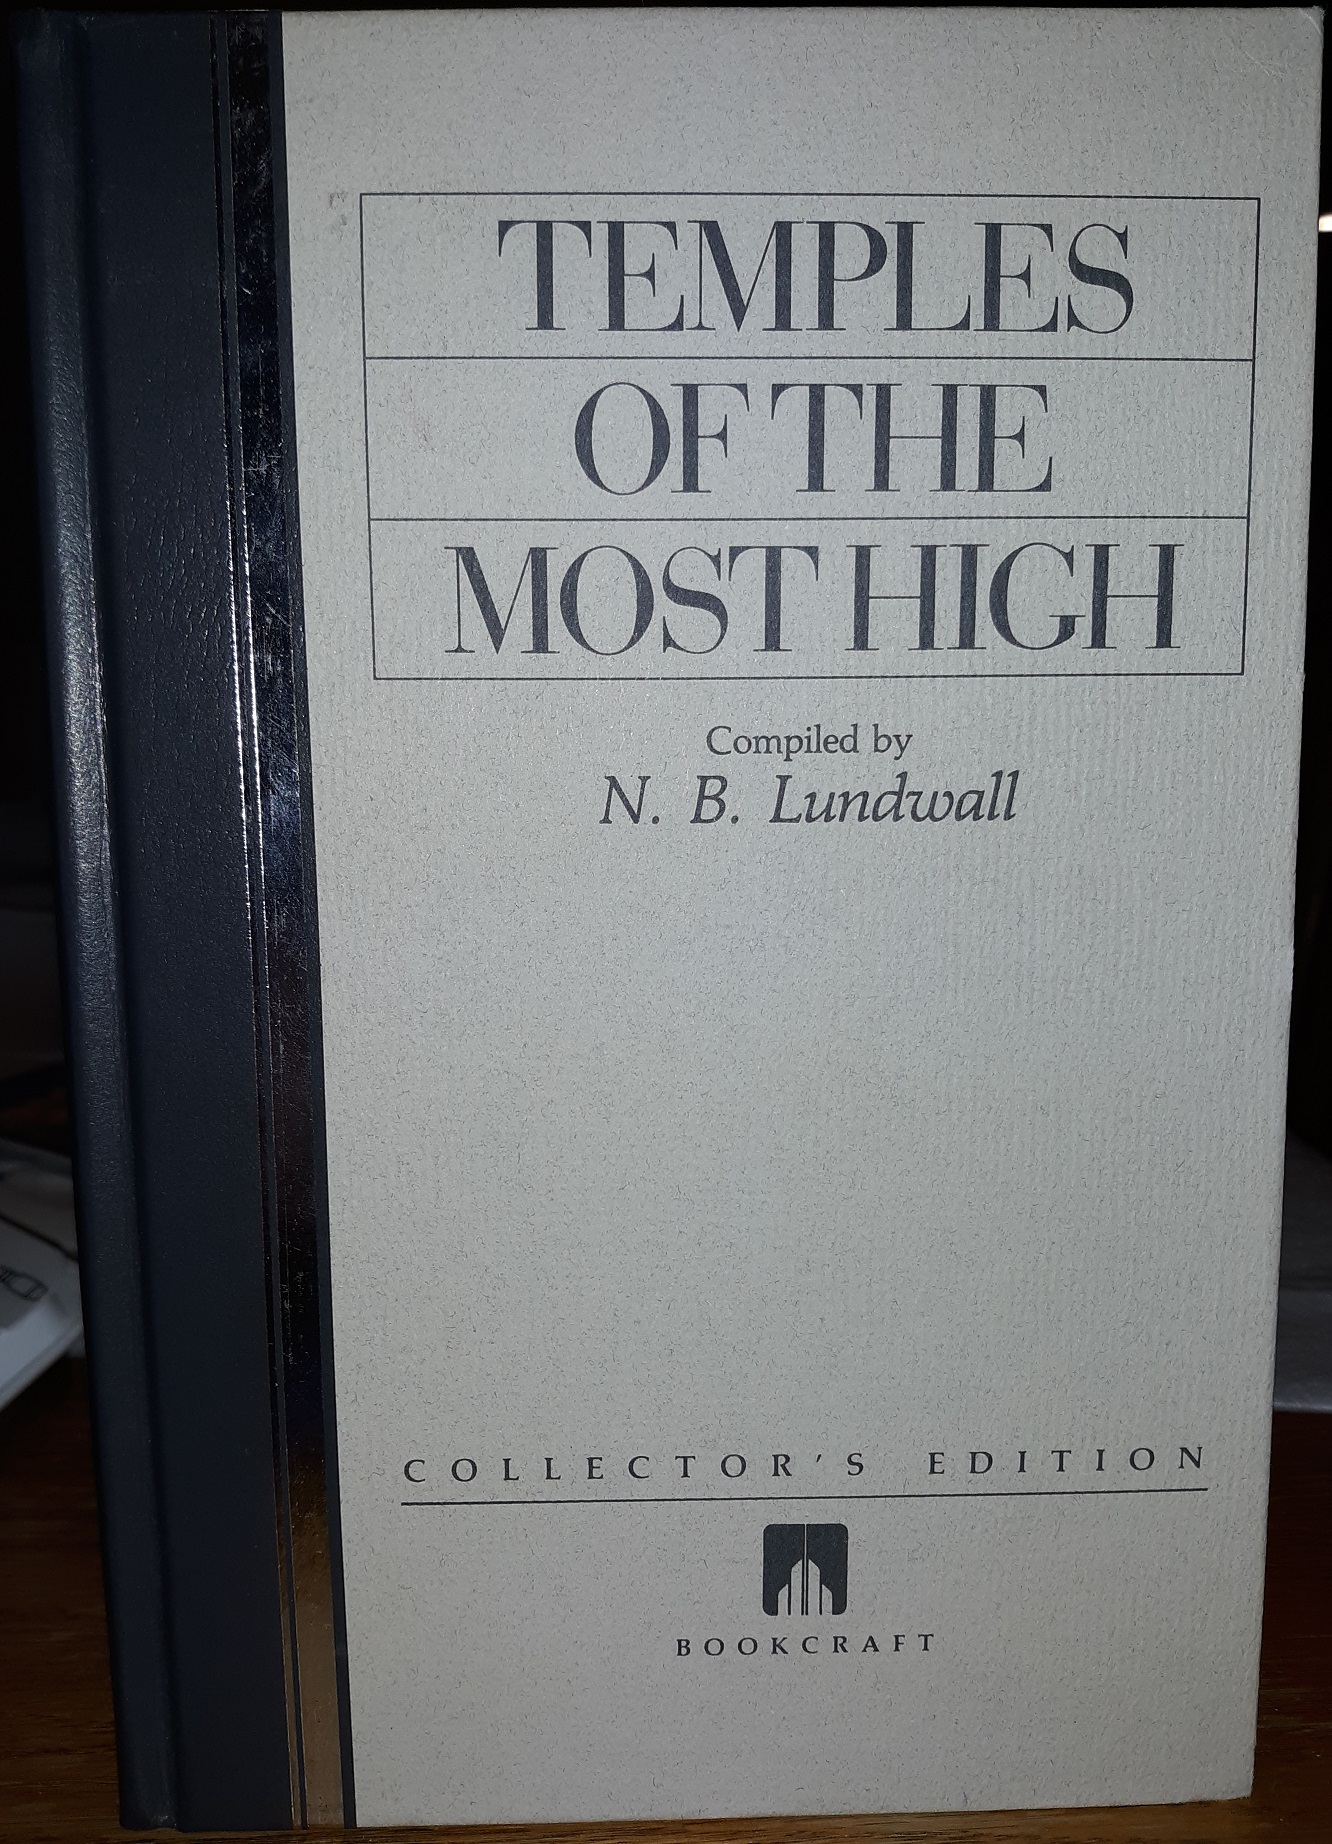 TEMPLES
OF THE
MOST HIGH
Compiled by
N. B. Lundwall
COLLECTOR'S EDITION
BOOKCRAFT